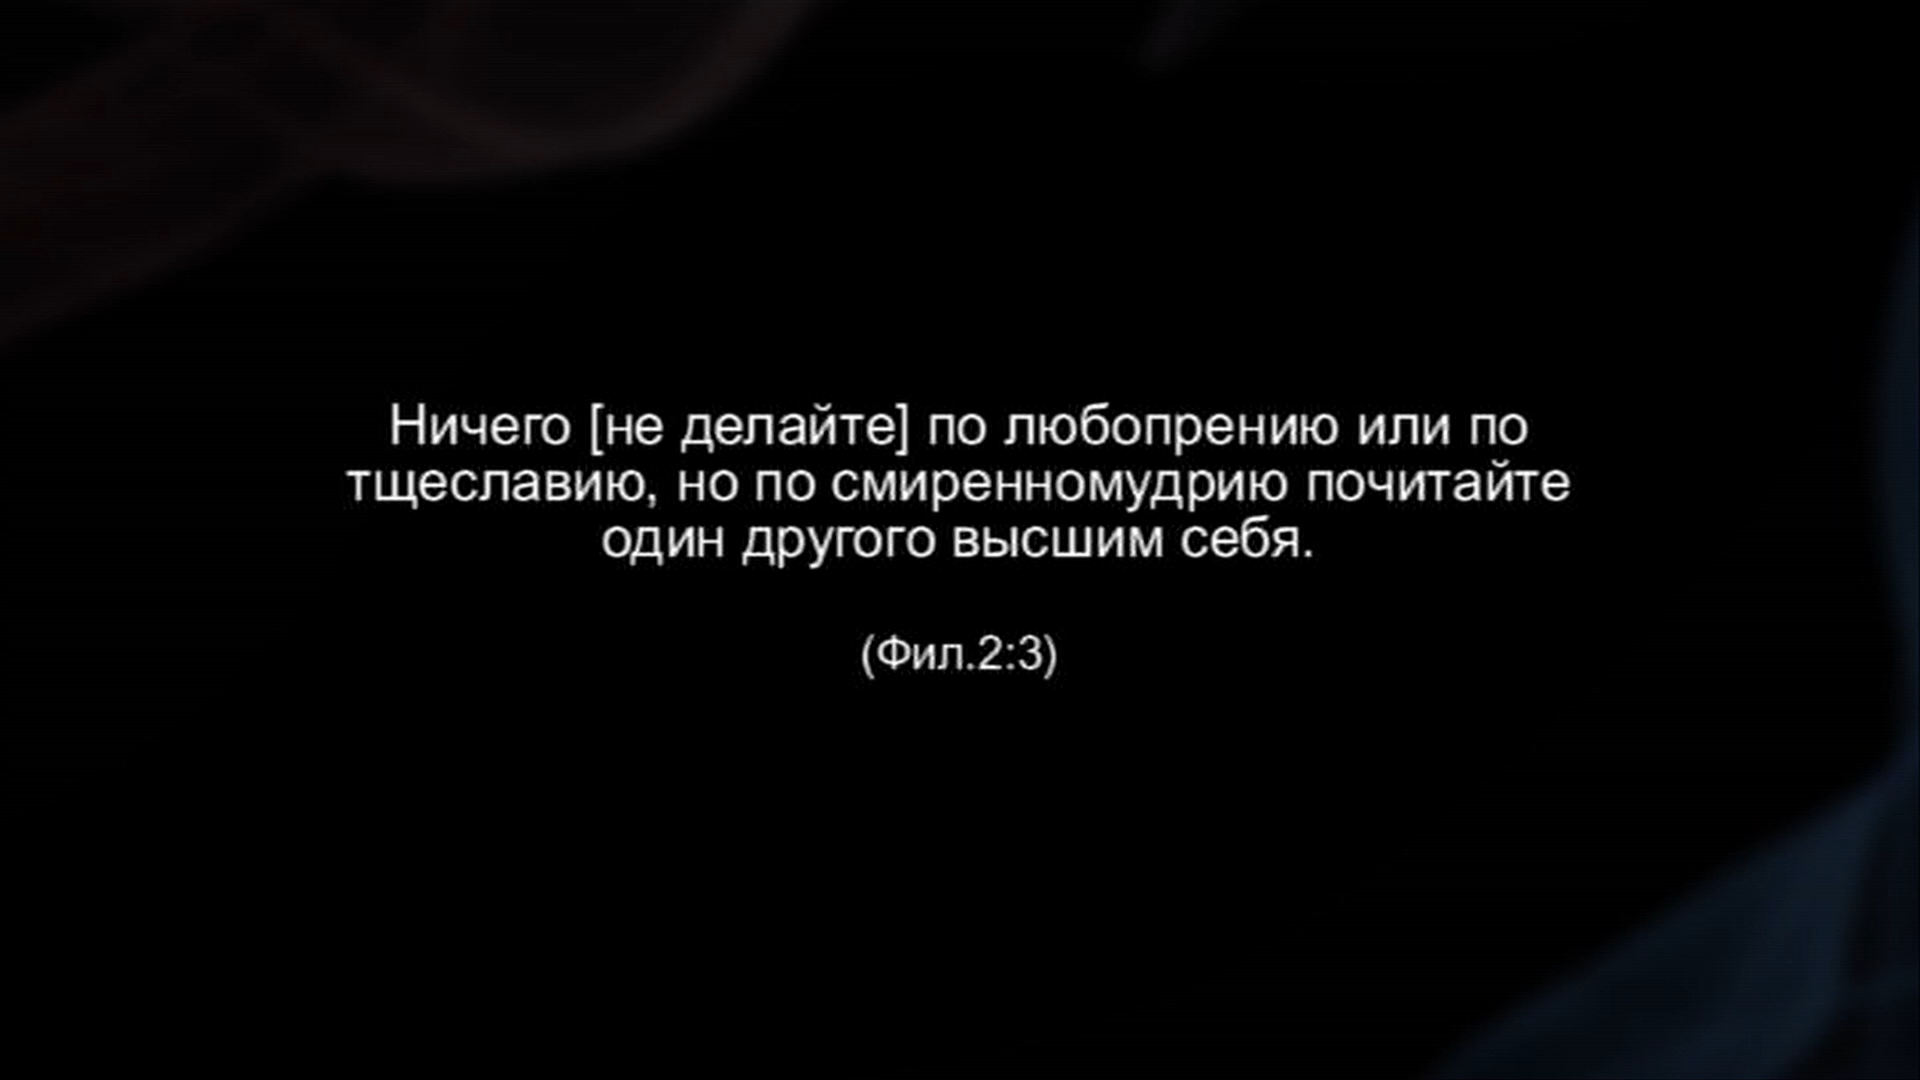 Ничего [не делайте] по любопрению или по
тщеславию, но по смиренномудрию почитайте
один другого высшим себя.
(Фил.2:3)